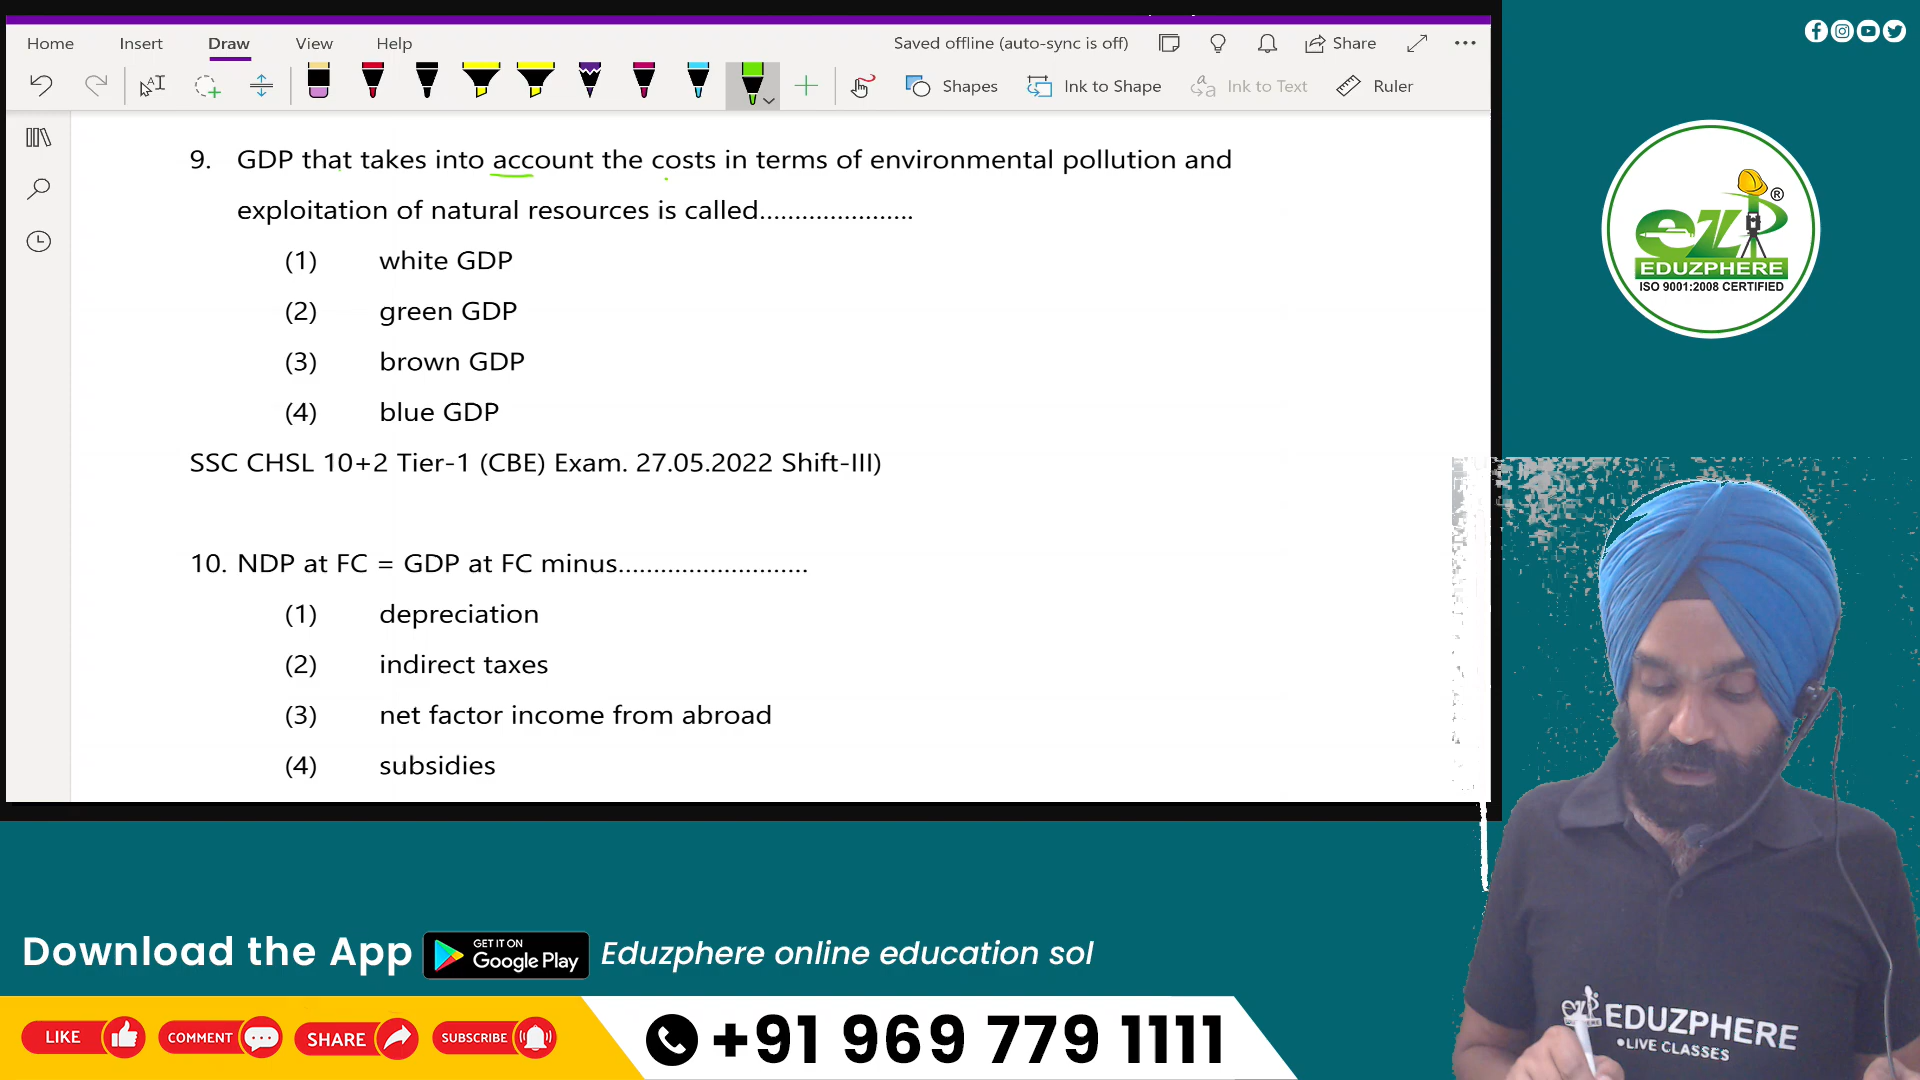 Home Insert Draw View Help Saved offline (auto-sync is off) Share
Shapes Ink to Shape Ink to Text Ruler
9. GDP that takes into account the costs in terms of environmental pollution and
exploitation of natural resources is called......................
(1) white GDP
(2) green GDP
(3) brown GDP
(4) blue GDP
SSC CHSL 10+2 Tier-1 (CBE) Exam. 27.05.2022 Shift-III)
10. NDP at FC = GDP at FC minus...........................
(1) depreciation
(2) indirect taxes
(3) net factor income from abroad
(4) subsidies
ezp
®
EDUZPHERE
ISO 9001:2008 CERTIFIED
ezp EDUZPHERE
•LIVE CLASSES
Download the App GET IT ON Google Play Eduzphere online education sol
LIKE COMMENT SHARE SUBSCRIBE +91 969 779 1111